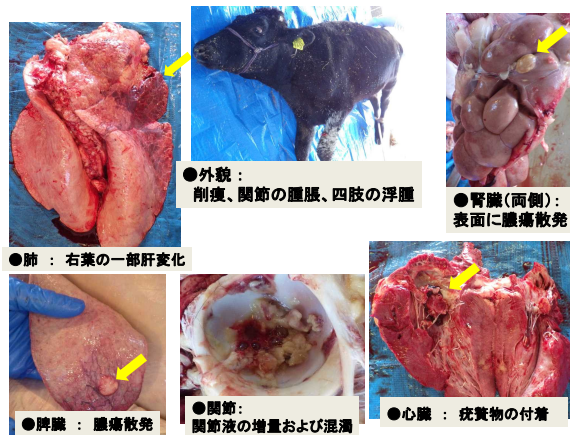 ●外貌：
削痩、関節の腫脹、四肢の浮腫
●腎臓（両側）：
表面に膿瘍散発
●肺 ： 右葉の一部肝変化
●脾臓 ： 膿瘍散発
●関節：
関節液の増量および混濁
●心臓 ： 疣贅物の付着